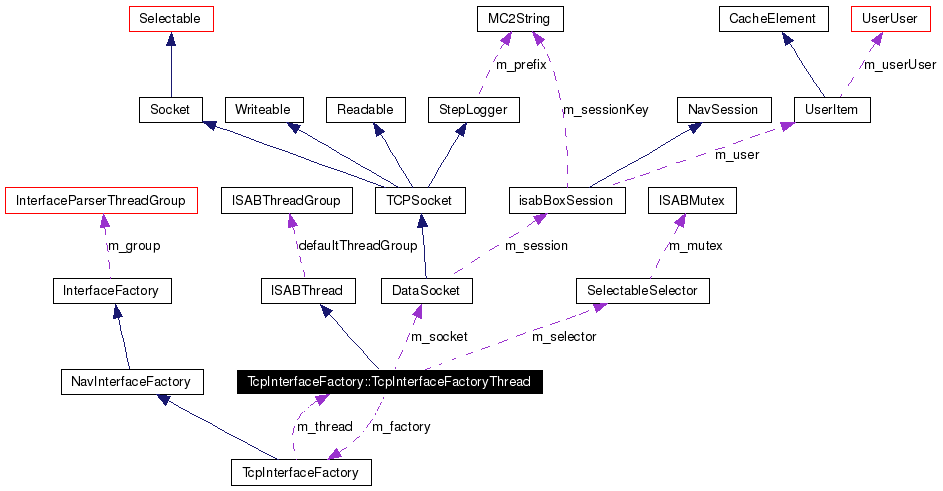 Selectable
MC2String
CacheElement
UserUser
m_prefix
m_userUser
Socket
Writeable
Readable
StepLogger
m_sessionKey
NavSession
UserItem
m_user
InterfaceParserThreadGroup
ISABThreadGroup
TCPSocket
isabBoxSession
ISABMutex
m_group
defaultThreadGroup
m_session
m_mutex
InterfaceFactory
ISABThread
DataSocket
SelectableSelector
m_socket
m_selector
NavInterfaceFactory
TcpInterfaceFactory::TcpInterfaceFactoryThread
m_thread
m_factory
TcpInterfaceFactory